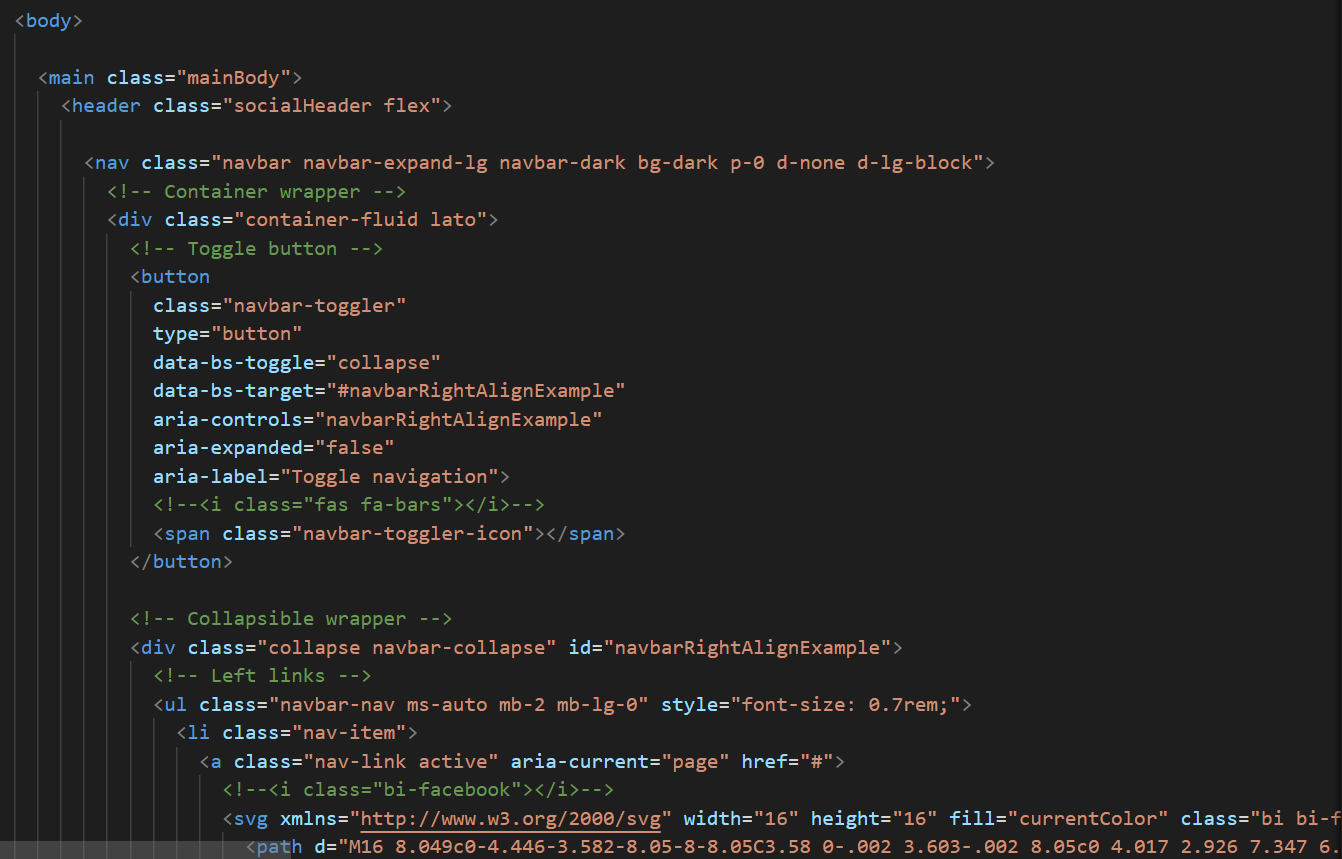 <body>
<main class="mainBody">
<header class="socialHeader flex">
<nav class="navbar navbar-expand-lg navbar-dark bg-dark p-0 d-none d-lg-block">
<!-- Container wrapper -->
<div class="container-fluid lato">
<!-- Toggle button -->
<button
class="navbar-toggler"
type="button"
data-bs-toggle="collapse"
data-bs-target="#navbarRightAlignExample"
aria-controls="navbarRightAlignExample"
aria-expanded="false"
aria-label="Toggle navigation">
<!--<i class="fas fa-bars"></i>-->
<span class="navbar-toggler-icon"></span>
</button>
<!-- Collapsible wrapper -->
<div class="collapse navbar-collapse" id="navbarRightAlignExample">
<!-- Left links -->
<ul class="navbar-nav ms-auto mb-2 mb-lg-0" style="font-size: 0.7rem;">
<li class="nav-item">
<a class="nav-link active" aria-current="page" href="#">
<!--<i class="bi-facebook"></i>-->
<svg xmlns="http://www.w3.org/2000/svg" width="16" height="16" fill="currentColor" class="bi bi-f
<path d="M16 8.049c0-4.446-3.582-8.05-8-8.05C3.58 0-.002 3.603-.002 8.05c0 4.017 2.926 7.347 6.